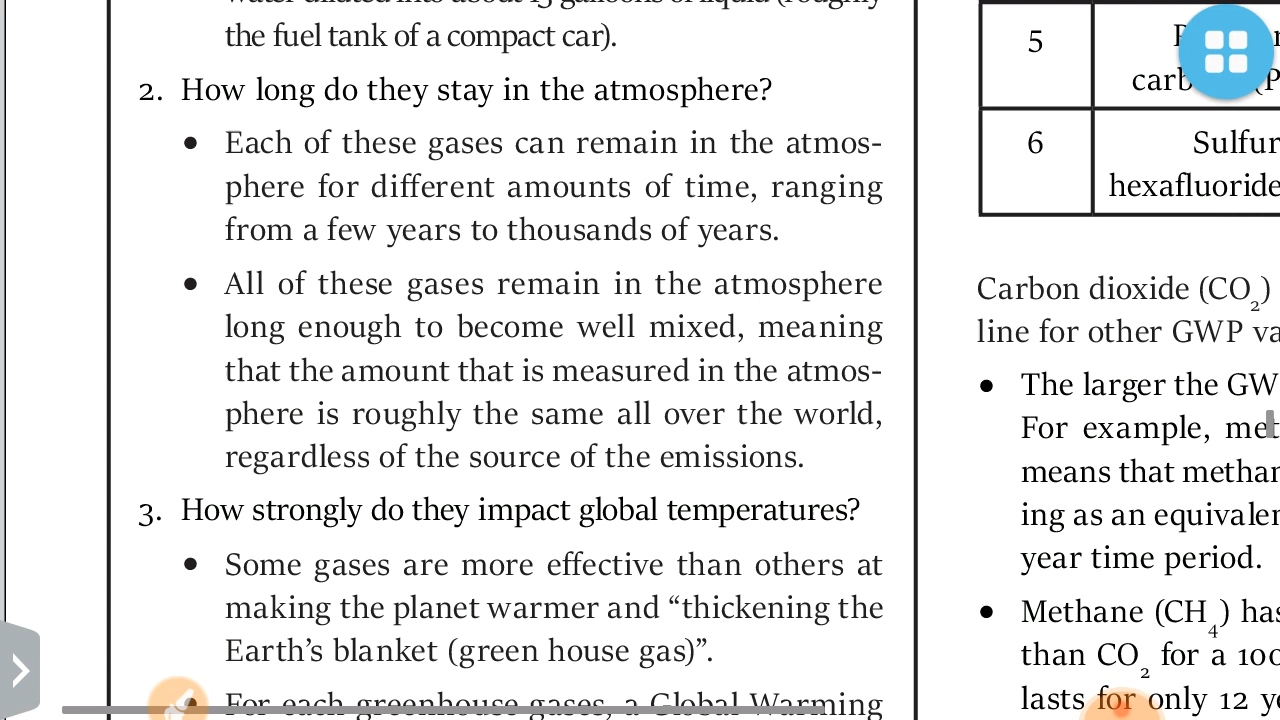 the fuel tank of a compact car).
2. How long do they stay in the atmosphere?
• Each of these gases can remain in the atmos-
phere for different amounts of time, ranging
from a few years to thousands of years.
• All of these gases remain in the atmosphere
long enough to become well mixed, meaning
that the amount that is measured in the atmos-
phere is roughly the same all over the world,
regardless of the source of the emissions.
3. How strongly do they impact global temperatures?
• Some gases are more effective than others at
making the planet warmer and “thickening the
Earth’s blanket (green house gas)”.
• For each greenhouse gases, a Global Warming
5
carb
6 Sulfur
hexafluoride
Carbon dioxide (CO₂)
line for other GWP va
• The larger the GW
For example, met
means that methan
ing as an equivalen
year time period.
• Methane (CH₄) has
than CO₂ for a 100
lasts for only 12 ye